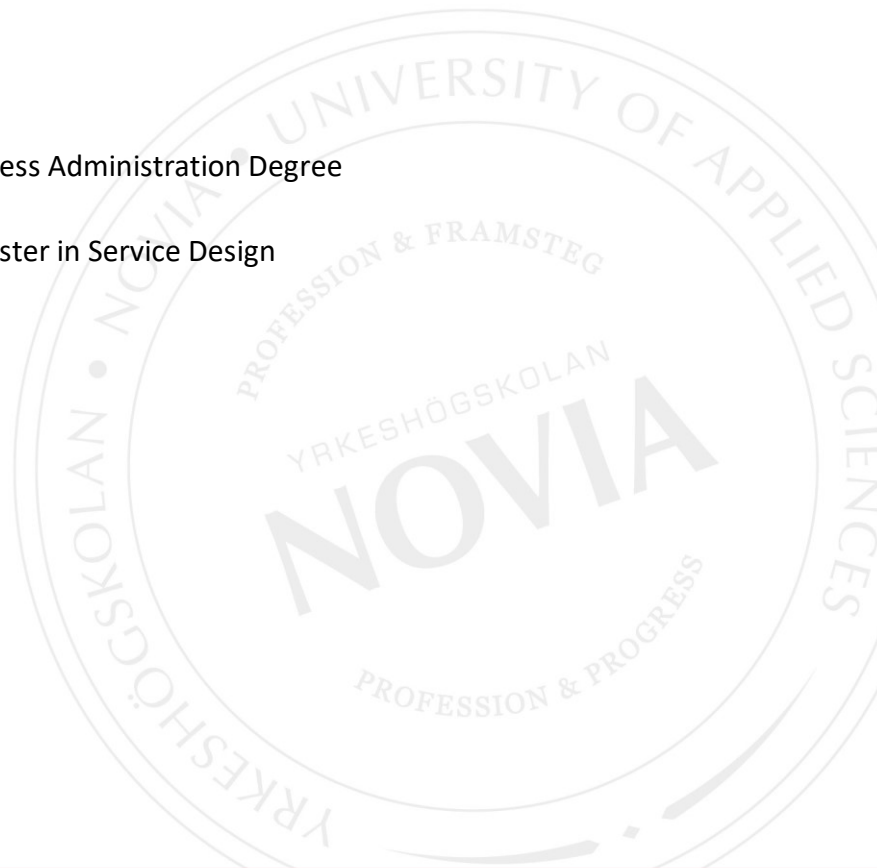 ess Administration Degree
ster in Service Design
YRKESHÖGSKOLAN • NOVIA • UNIVERSITY OF APPLIED SCIENCES
PROFESSION & FRAMSTEG
YRKESHÖGSKOLAN
NOVIA
PROFESSION & PROGRESS